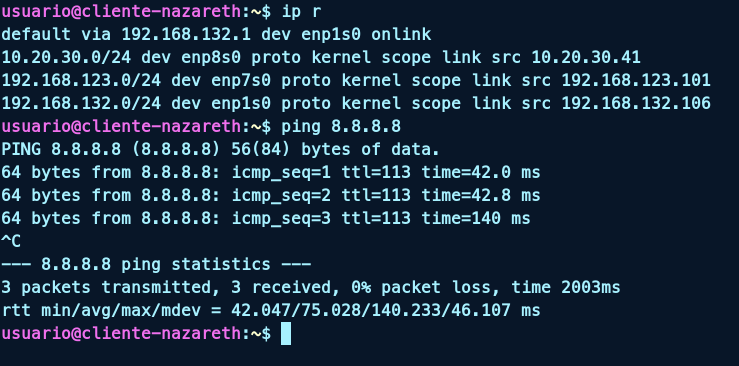 usuario@cliente-nazareth:~$ ip r
default via 192.168.132.1 dev enp1s0 onlink
10.20.30.0/24 dev enp8s0 proto kernel scope link src 10.20.30.41
192.168.123.0/24 dev enp7s0 proto kernel scope link src 192.168.123.101
192.168.132.0/24 dev enp1s0 proto kernel scope link src 192.168.132.106
usuario@cliente-nazareth:~$ ping 8.8.8.8
PING 8.8.8.8 (8.8.8.8) 56(84) bytes of data.
64 bytes from 8.8.8.8: icmp_seq=1 ttl=113 time=42.0 ms
64 bytes from 8.8.8.8: icmp_seq=2 ttl=113 time=42.8 ms
64 bytes from 8.8.8.8: icmp_seq=3 ttl=113 time=140 ms
^C
--- 8.8.8.8 ping statistics ---
3 packets transmitted, 3 received, 0% packet loss, time 2003ms
rtt min/avg/max/mdev = 42.047/75.028/140.233/46.107 ms
usuario@cliente-nazareth:~$